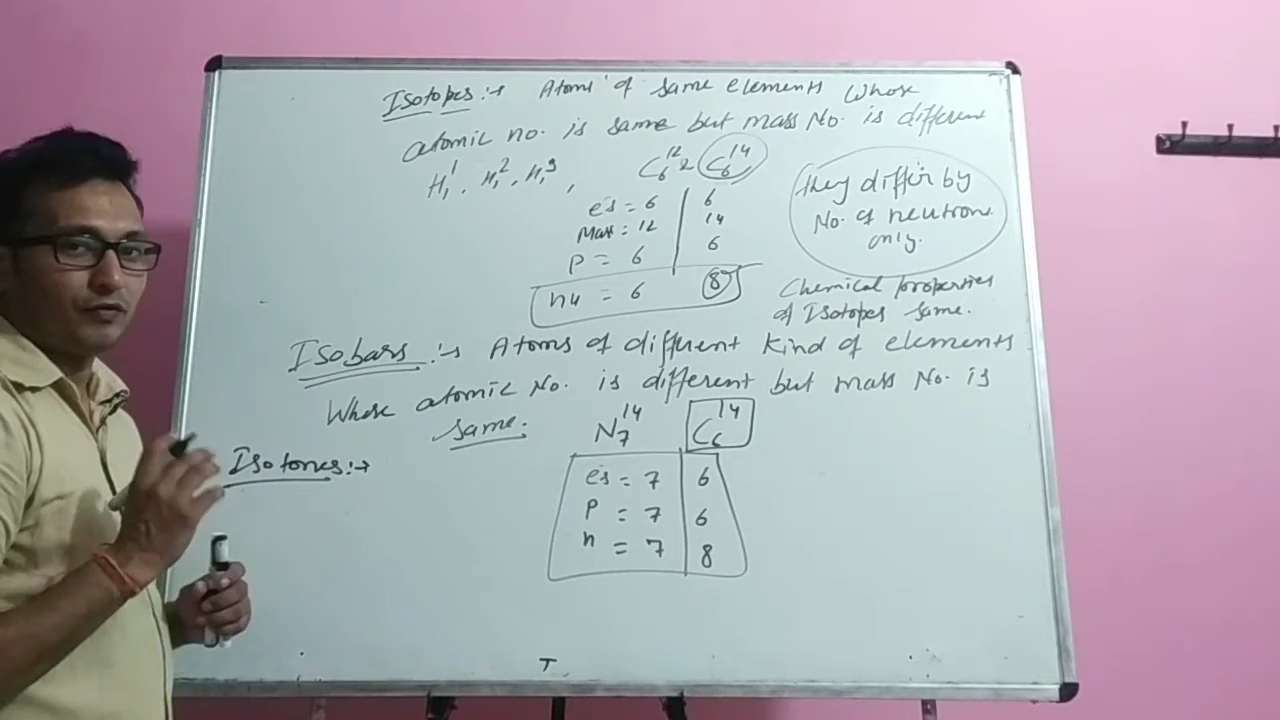 Isotopes :→ Atoms of same elements whose
atomic no. is same but mass No. is different
H₁¹, H₁², H₁³, C₆¹² & C₆¹⁴
e's = 6 | 6
Mass = 12 | 14
P = 6 | 6
nu = 6 | 8
they differ by
No. of neutrons
only.
Chemical properties
of Isotopes same.
Isobars :→ Atoms of different kind of elements
Whose atomic No. is different but mass No. is
same.
N₇¹⁴ C₆¹⁴
e's = 7 | 6
P = 7 | 6
n = 7 | 8
Isotones :→